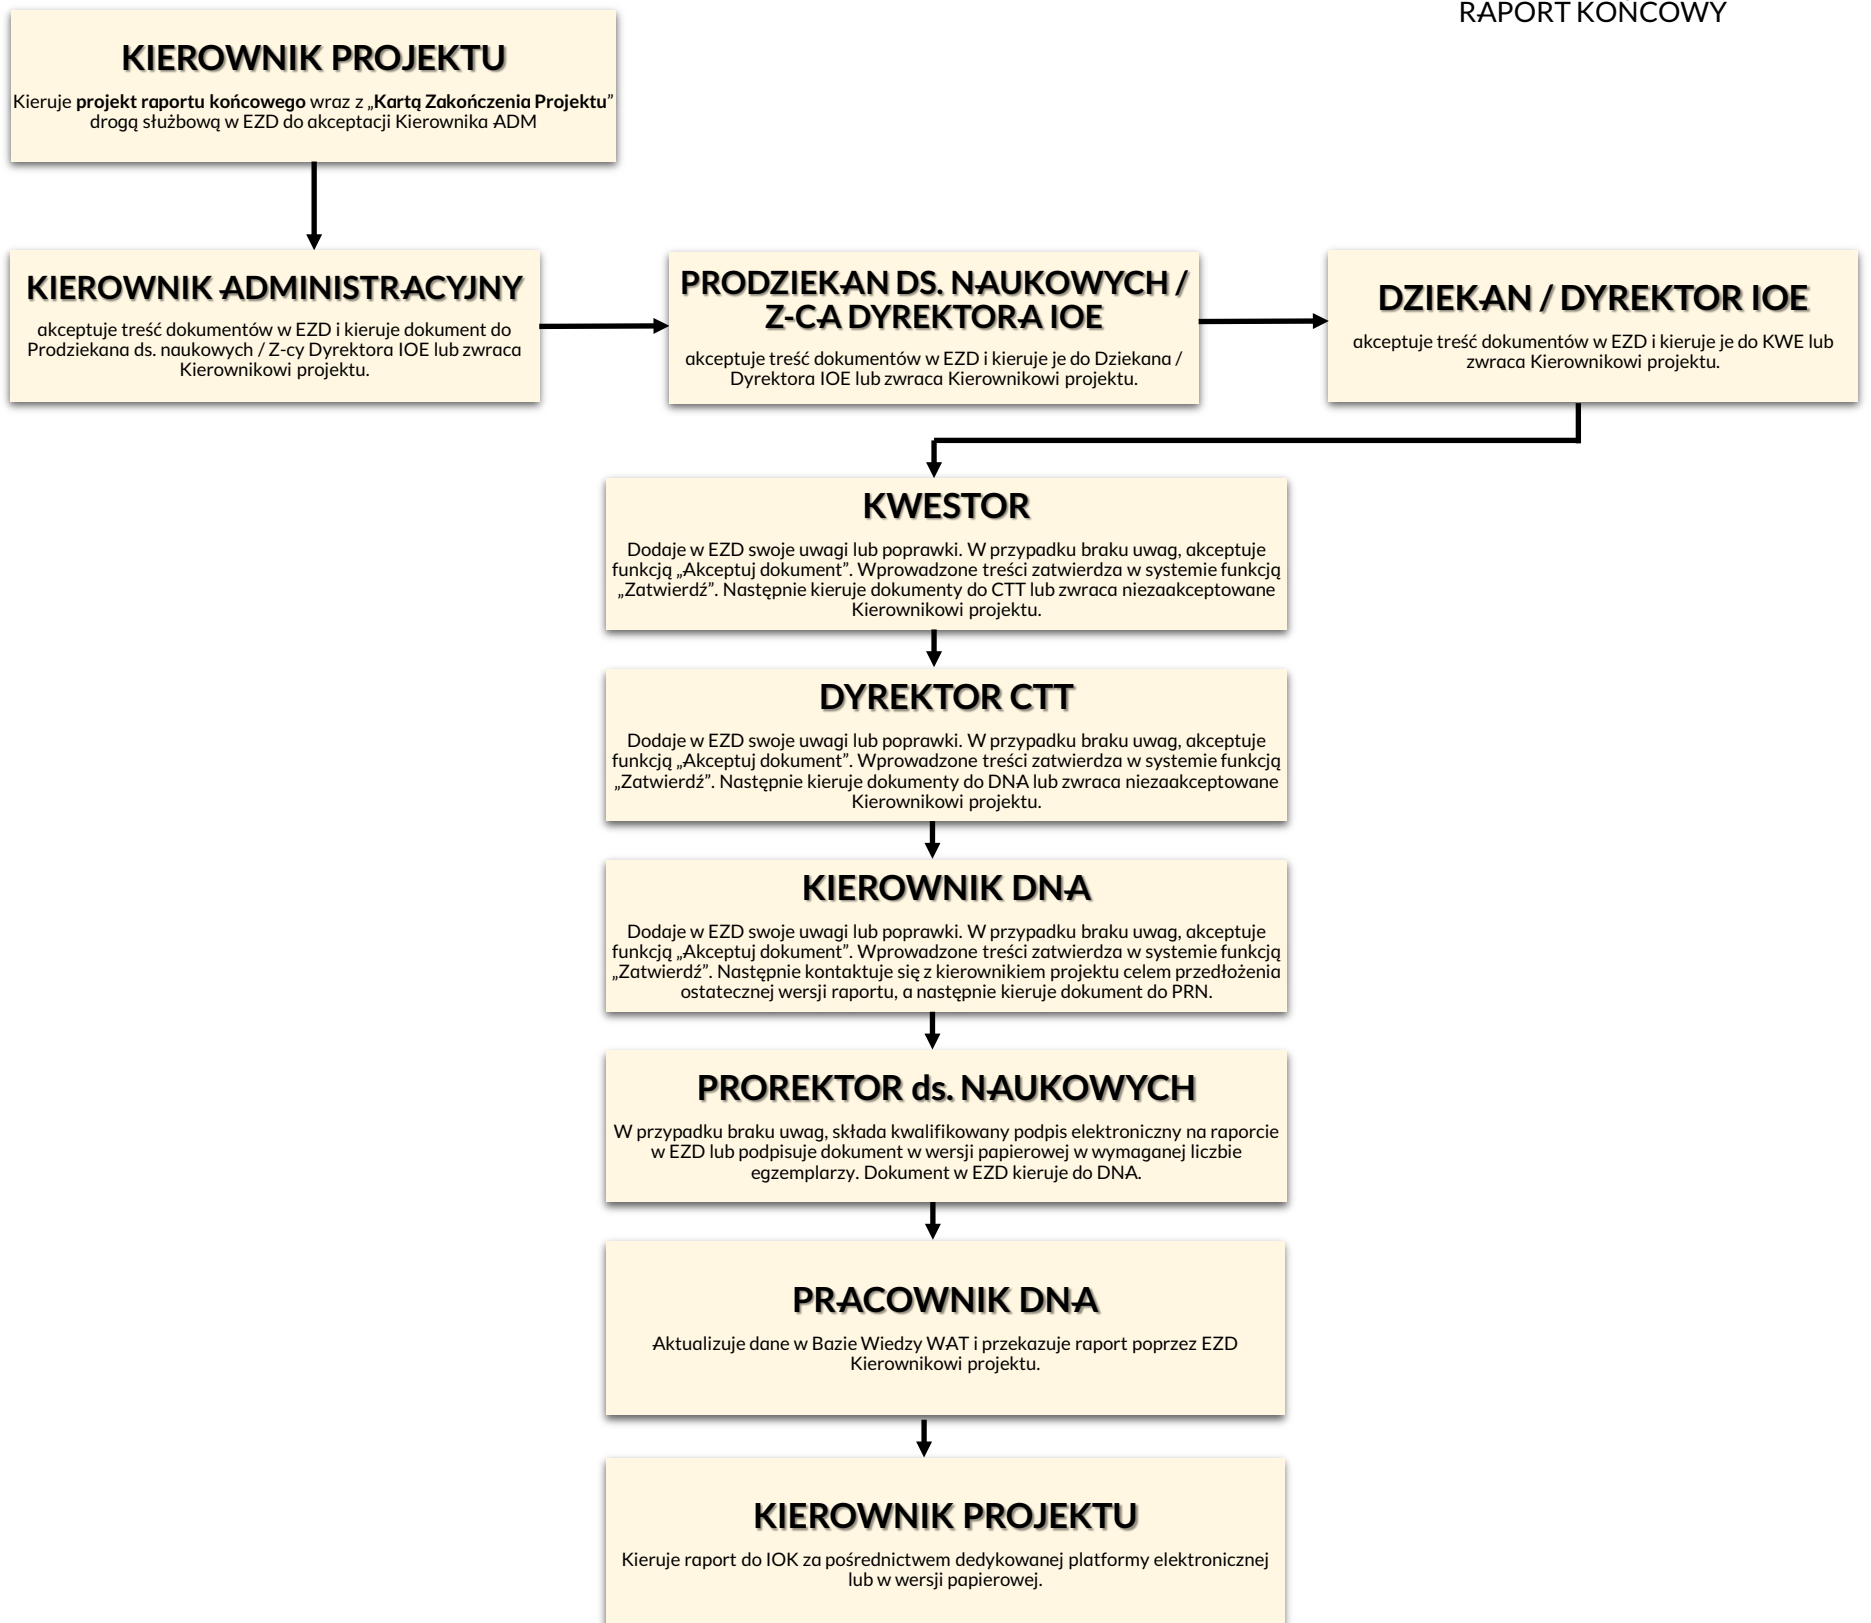 RAPORT KOŃCOWY
KIEROWNIK PROJEKTU
Kieruje projekt raportu końcowego wraz z „Kartą Zakończenia Projektu”
drogą służbową w EZD do akceptacji Kierownika ADM
KIEROWNIK ADMINISTRACYJNY
akceptuje treść dokumentów w EZD i kieruje dokument do
Prodziekana ds. naukowych / Z-cy Dyrektora IOE lub zwraca
Kierownikowi projektu.
PRODZIEKAN DS. NAUKOWYCH /
Z-CA DYREKTORA IOE
akceptuje treść dokumentów w EZD i kieruje je do Dziekana /
Dyrektora IOE lub zwraca Kierownikowi projektu.
DZIEKAN / DYREKTOR IOE
akceptuje treść dokumentów w EZD i kieruje je do KWE lub
zwraca Kierownikowi projektu.
KWESTOR
Dodaje w EZD swoje uwagi lub poprawki. W przypadku braku uwag, akceptuje
funkcją „Akceptuj dokument”. Wprowadzone treści zatwierdza w systemie funkcją
„Zatwierdź”. Następnie kieruje dokumenty do CTT lub zwraca niezaakceptowane
Kierownikowi projektu.
DYREKTOR CTT
Dodaje w EZD swoje uwagi lub poprawki. W przypadku braku uwag, akceptuje
funkcją „Akceptuj dokument”. Wprowadzone treści zatwierdza w systemie funkcją
„Zatwierdź”. Następnie kieruje dokumenty do DNA lub zwraca niezaakceptowane
Kierownikowi projektu.
KIEROWNIK DNA
Dodaje w EZD swoje uwagi lub poprawki. W przypadku braku uwag, akceptuje
funkcją „Akceptuj dokument”. Wprowadzone treści zatwierdza w systemie funkcją
„Zatwierdź”. Następnie kontaktuje się z kierownikiem projektu celem przedłożenia
ostatecznej wersji raportu, a następnie kieruje dokument do PRN.
PROREKTOR ds. NAUKOWYCH
W przypadku braku uwag, składa kwalifikowany podpis elektroniczny na raporcie
w EZD lub podpisuje dokument w wersji papierowej w wymaganej liczbie
egzemplarzy. Dokument w EZD kieruje do DNA.
PRACOWNIK DNA
Aktualizuje dane w Bazie Wiedzy WAT i przekazuje raport poprzez EZD
Kierownikowi projektu.
KIEROWNIK PROJEKTU
Kieruje raport do IOK za pośrednictwem dedykowanej platformy elektronicznej
lub w wersji papierowej.